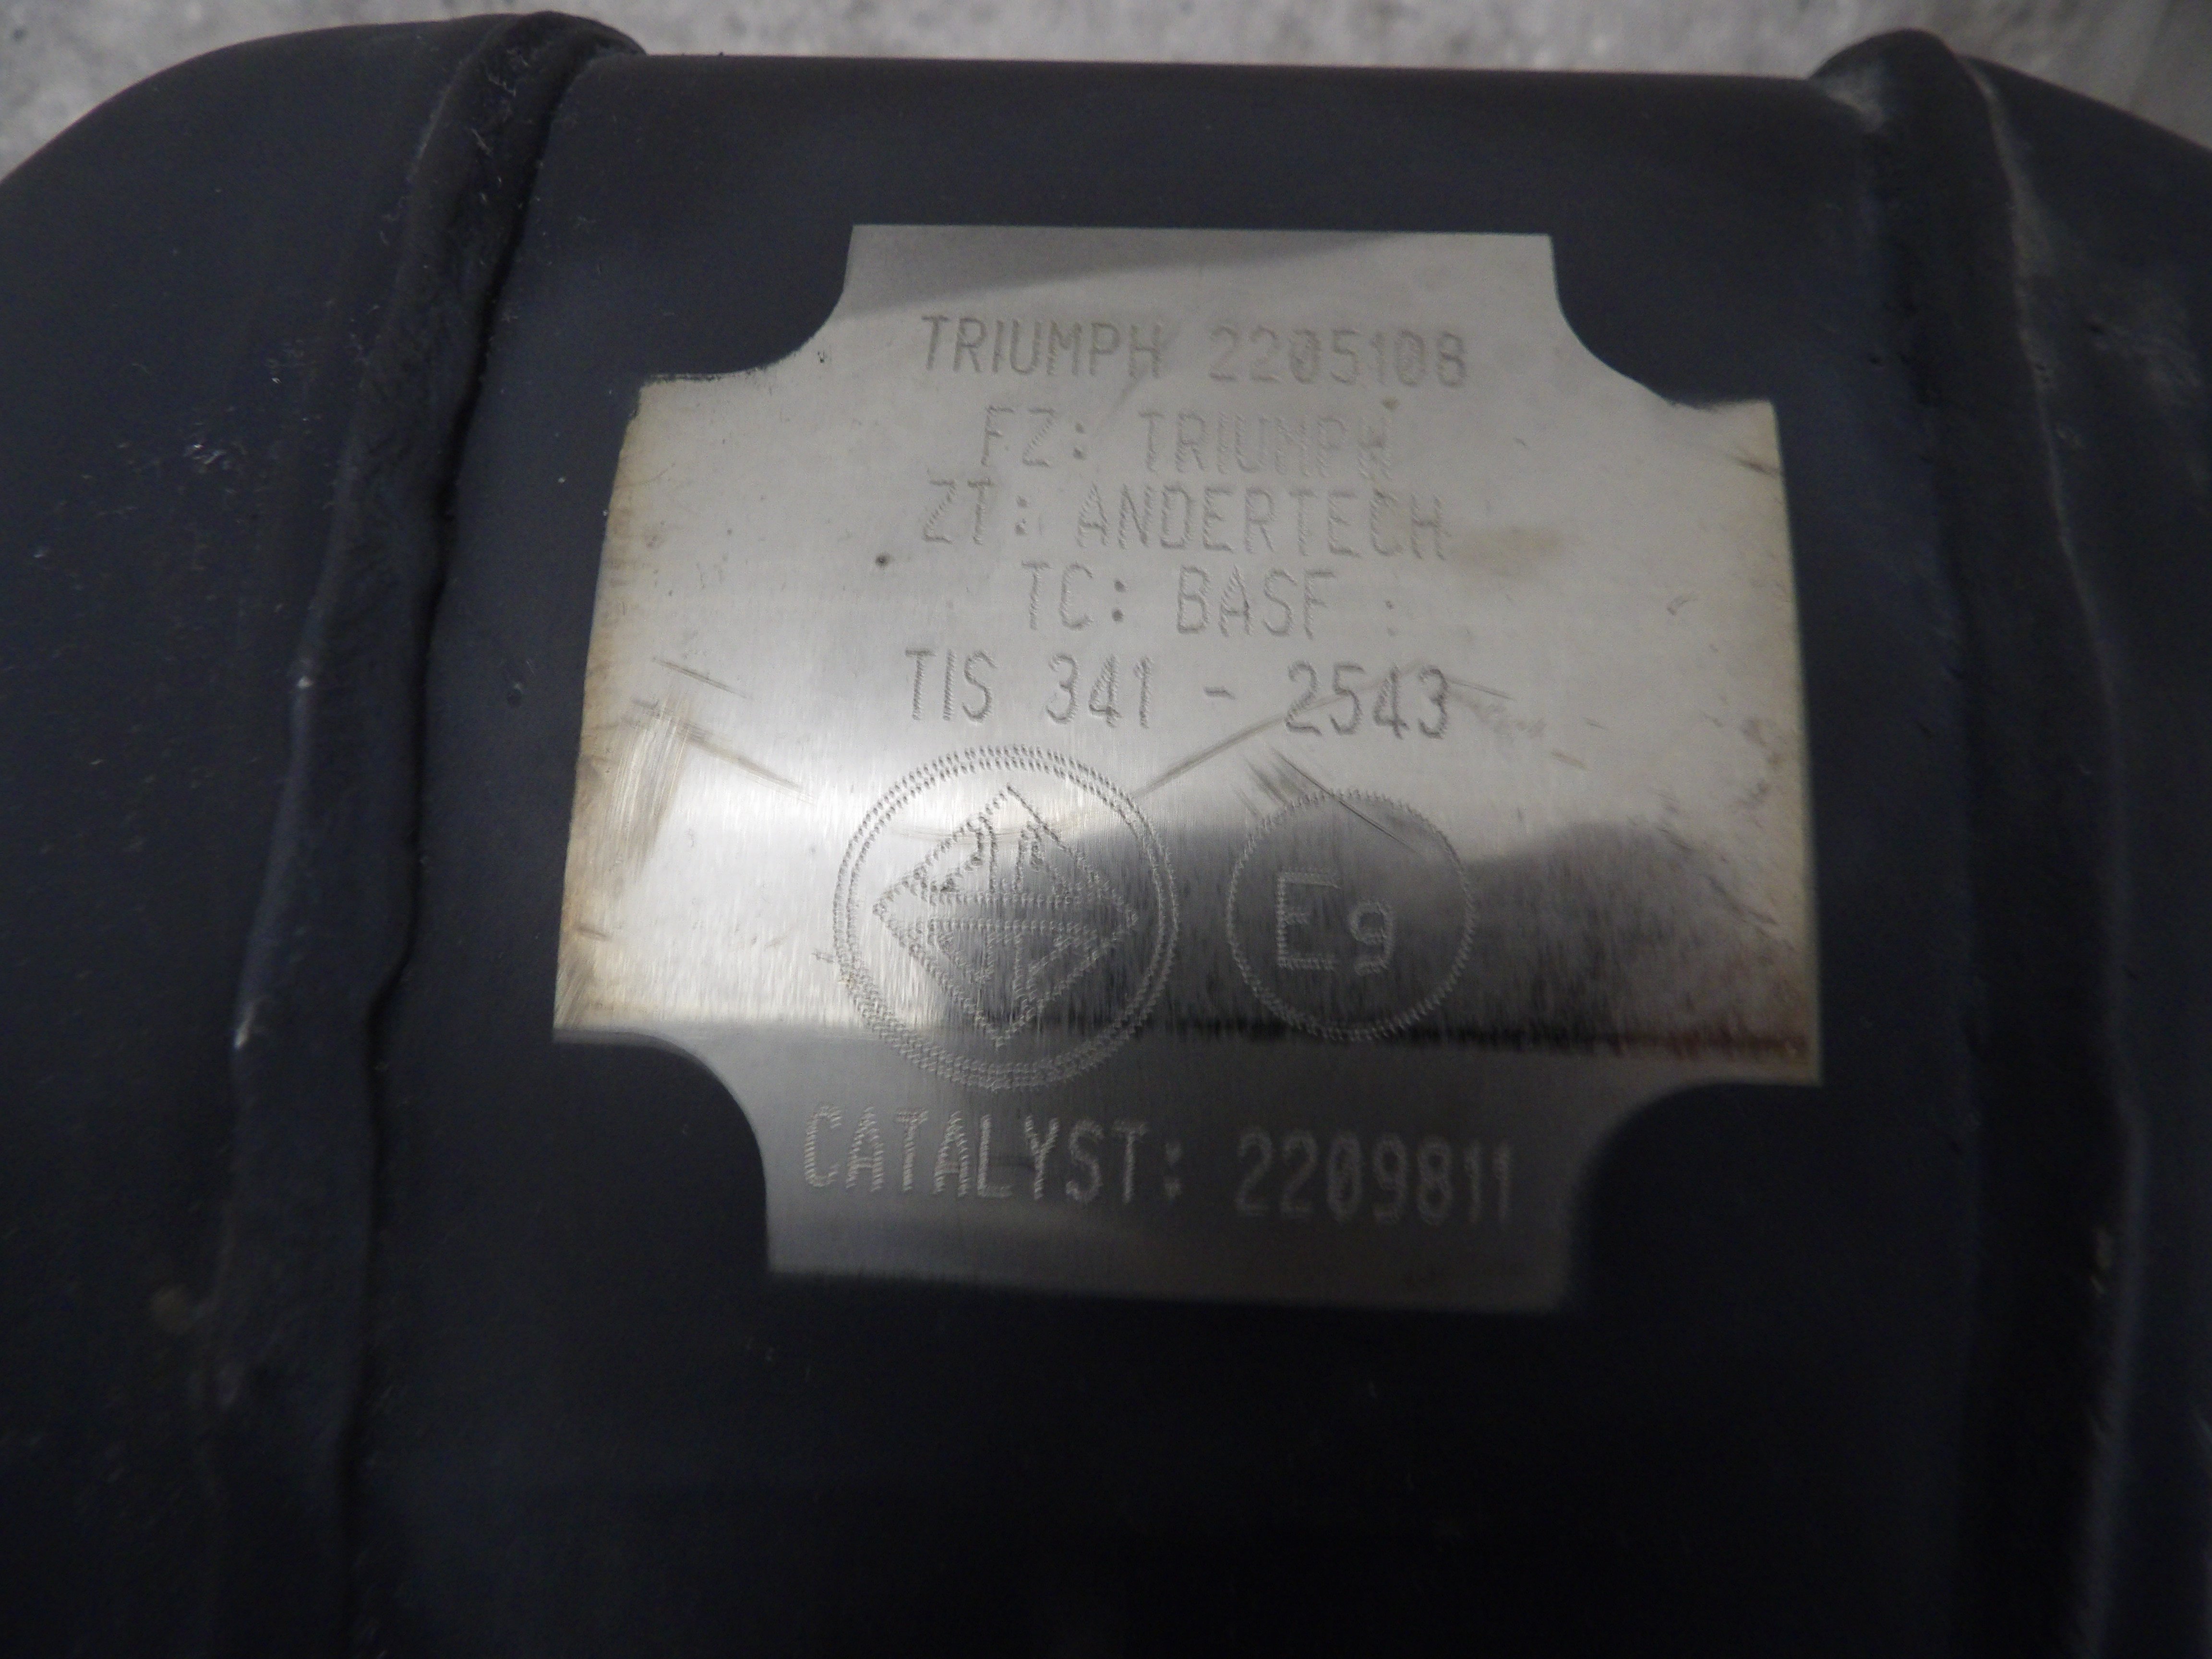 TRIUMPH 2205108
FZ: TRIUMPH
ZT: ANDERTECH
TC: BASF
TIS 341 - 2543
E9
CATALYST: 2209811